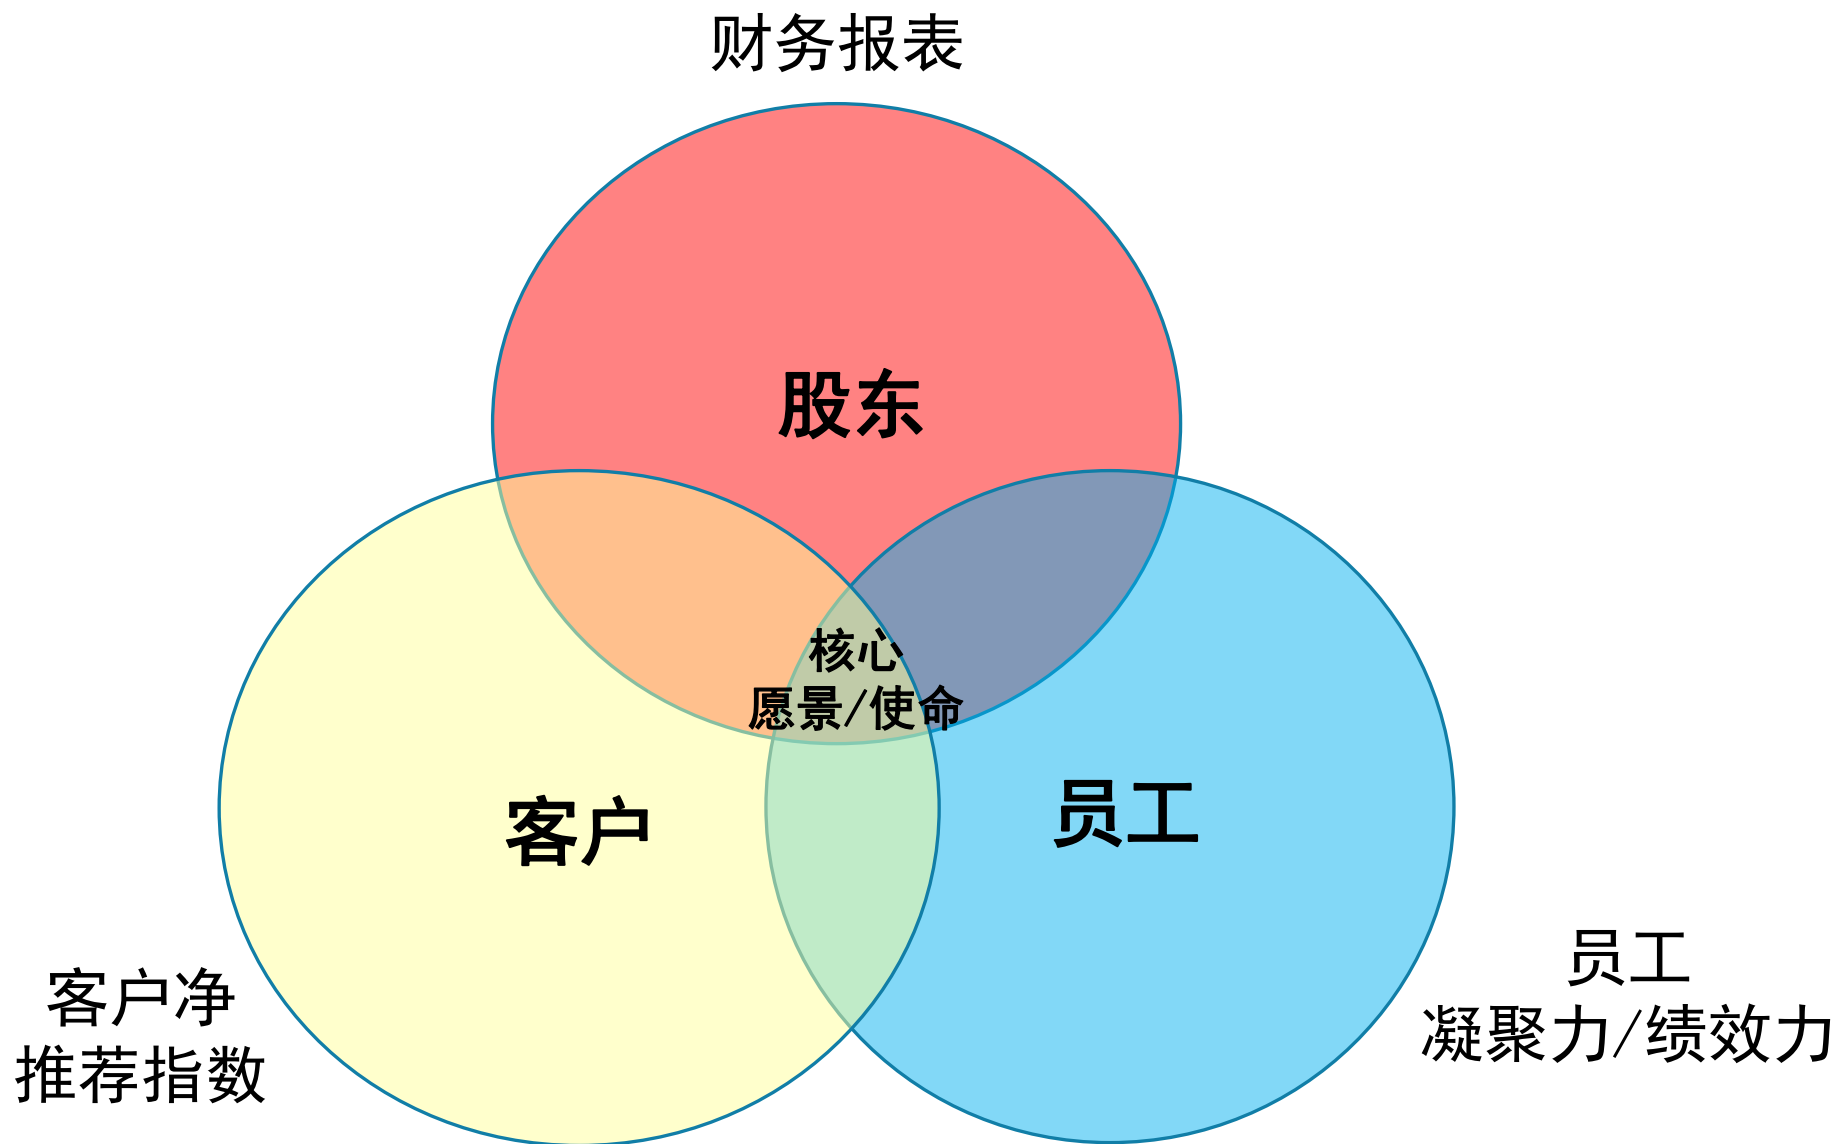 财务报表
股东
核心
愿景/使命
客户
员工
客户净
推荐指数
员工
凝聚力/绩效力